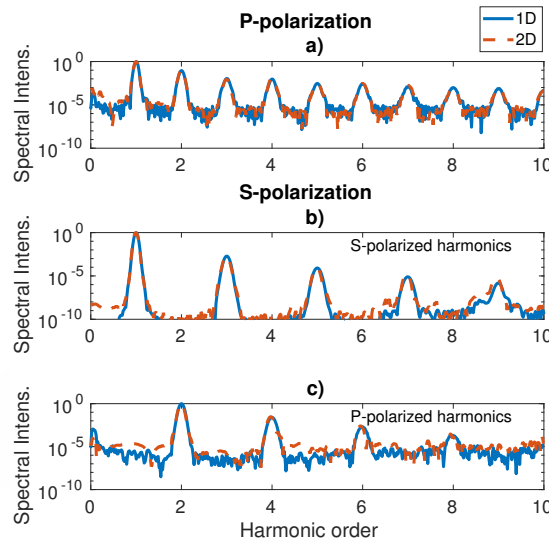 P-polarization
a)
1D
2D
Spectral Intens.
10^0
10^-5
10^-10
0 2 4 6 8 10
S-polarization
b)
S-polarized harmonics
Spectral Intens.
10^0
10^-5
10^-10
0 2 4 6 8 10
c)
P-polarized harmonics
Spectral Intens.
10^0
10^-5
10^-10
0 2 4 6 8 10
Harmonic order